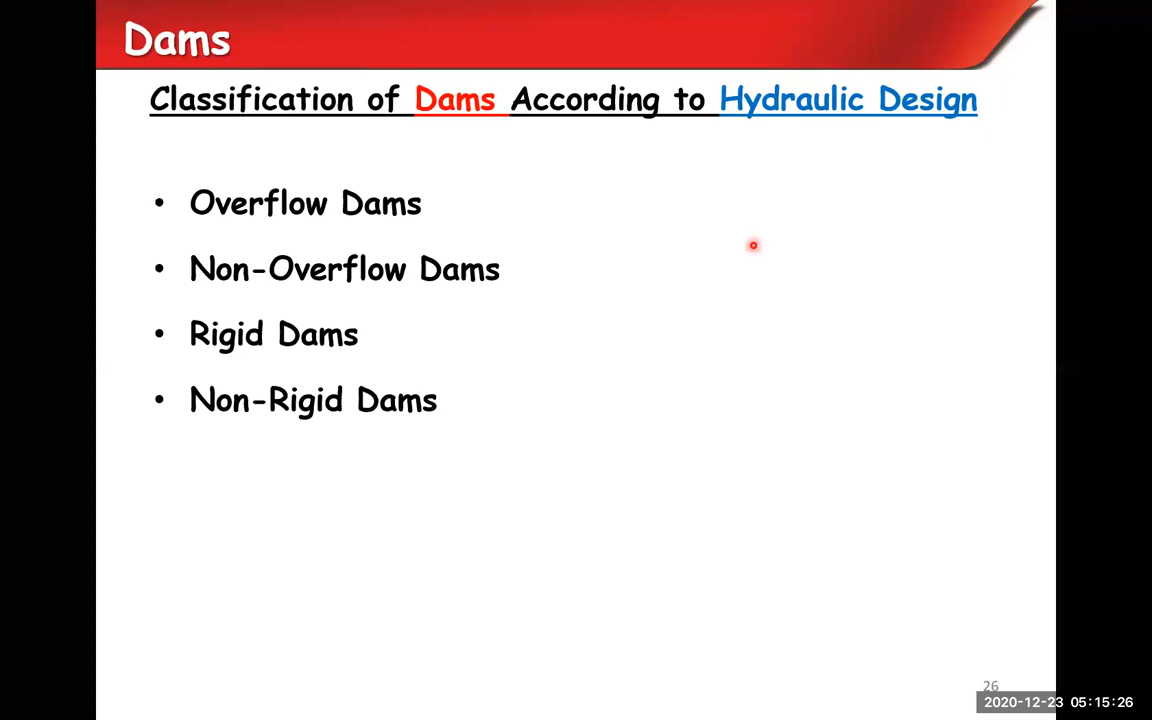 Dams
Classification of Dams According to Hydraulic Design
• Overflow Dams
• Non-Overflow Dams
• Rigid Dams
• Non-Rigid Dams
26
2020-12-23 05:15:26